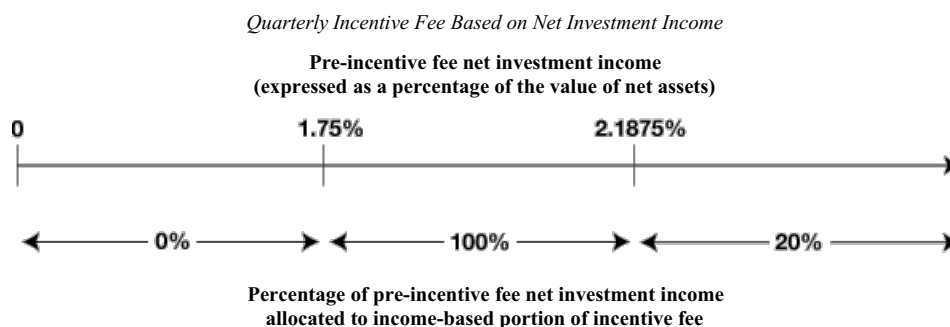 Quarterly Incentive Fee Based on Net Investment Income
Pre-incentive fee net investment income
(expressed as a percentage of the value of net assets)
0 1.75% 2.1875%
0% 100% 20%
Percentage of pre-incentive fee net investment income
allocated to income-based portion of incentive fee